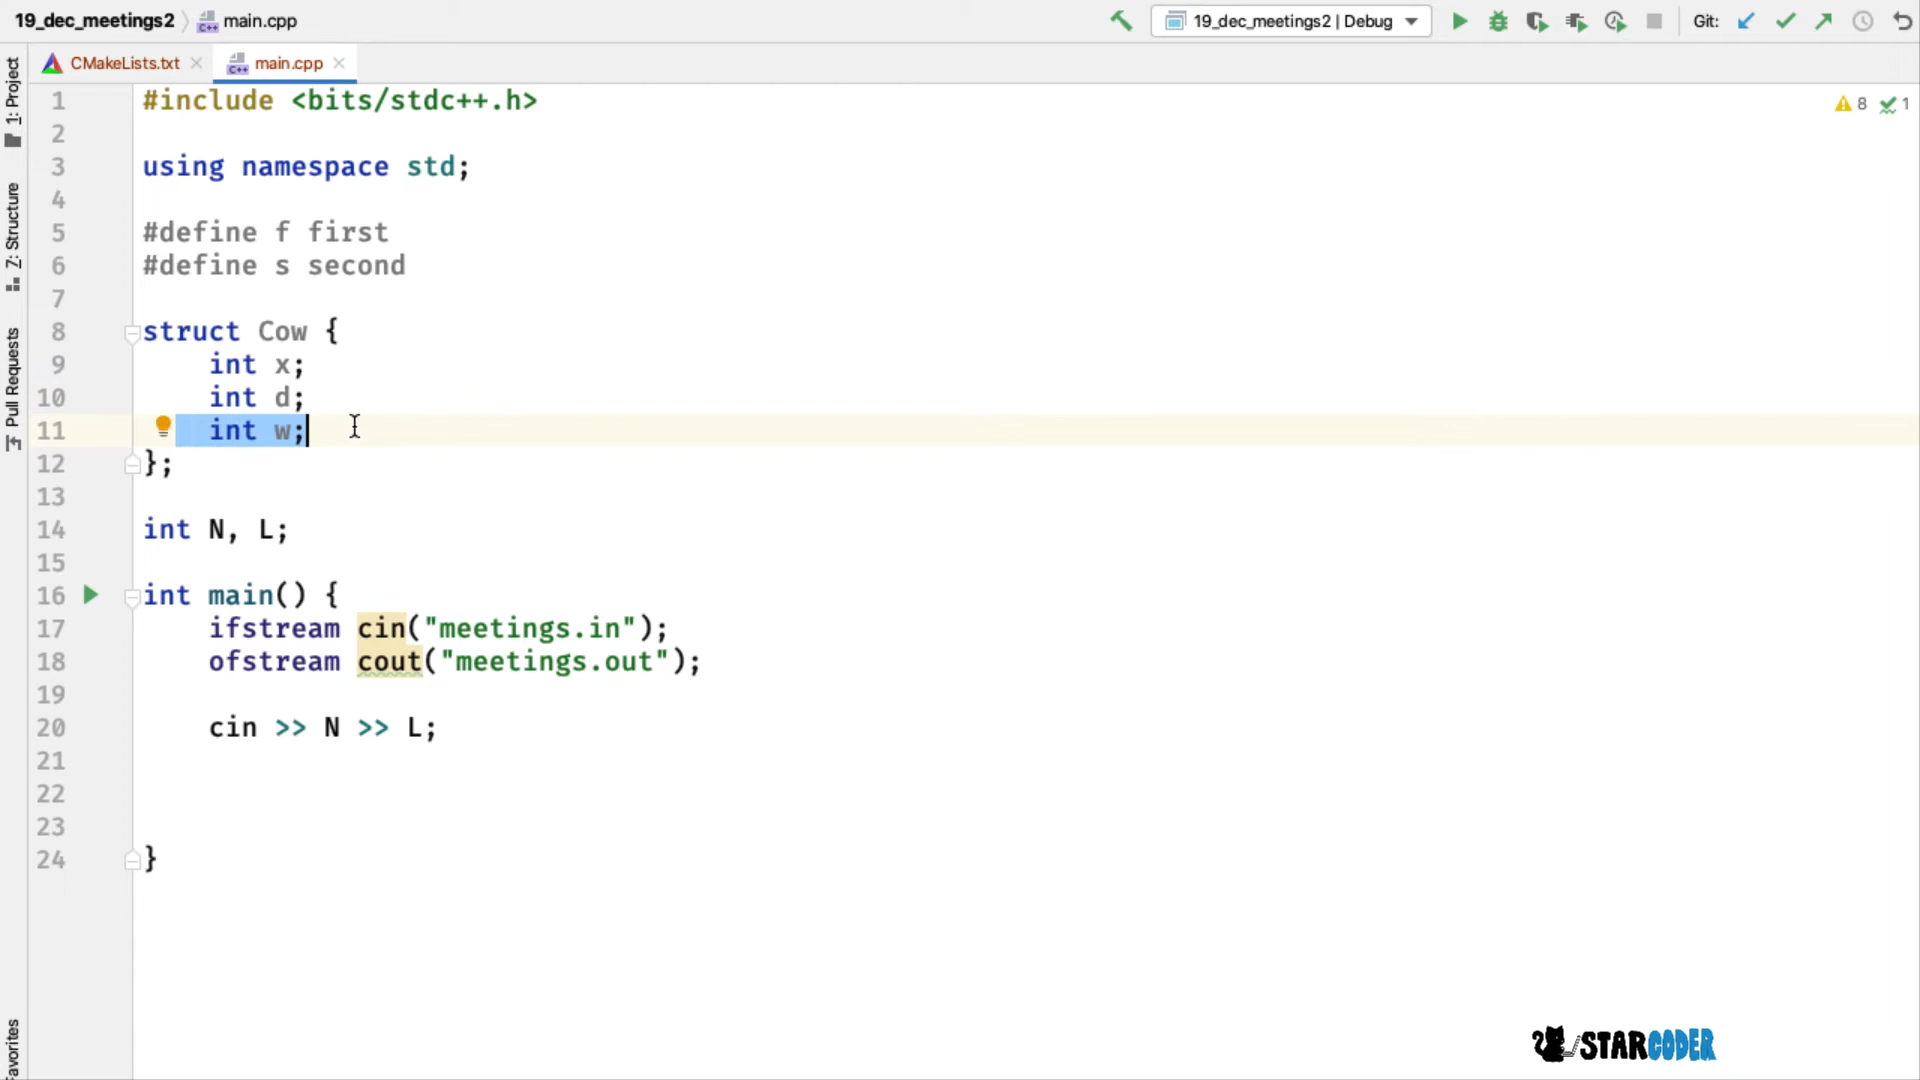 19_dec_meetings2 main.cpp 19_dec_meetings2 | Debug Git:
CMakeLists.txt main.cpp
1: Project
Z: Structure
Pull Requests
Favorites
8 1
1 #include <bits/stdc++.h>
2
3 using namespace std;
4
5 #define f first
6 #define s second
7
8 struct Cow {
9 int x;
10 int d;
11 int w;
12 };
13
14 int N, L;
15
16 int main() {
17 ifstream cin("meetings.in");
18 ofstream cout("meetings.out");
19
20 cin >> N >> L;
21
22
23
24 }
STARCODER